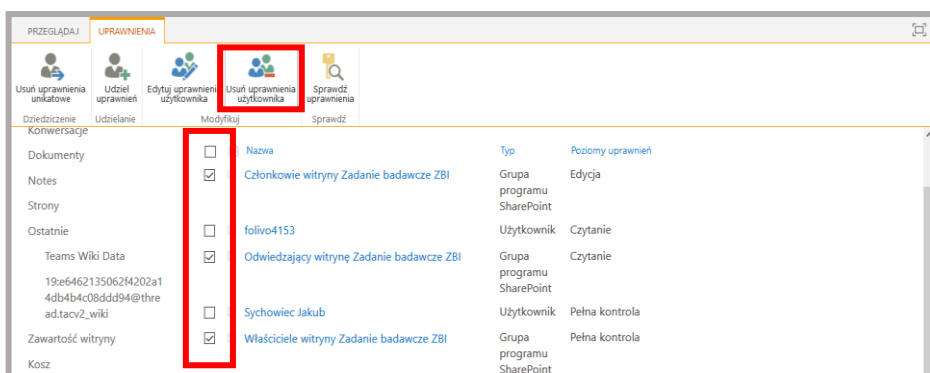 PRZEGLĄDAJ UPRAWNIENIA
Usuń uprawnienia unikatowe
Udziel uprawnień
Edytuj uprawnienia użytkownika
Usuń uprawnienia użytkownika
Sprawdź uprawnienia
Dziedziczenie Udzielanie Modyfikuj Sprawdź
Konwersacje
Dokumenty
Notes
Strony
Ostatnie
Teams Wiki Data
19:e6462135062f4202a1
4db4b4c08ddd94@thre
ad.tacv2_wiki
Zawartość witryny
Kosz
Nazwa Typ Poziomy uprawnień
Członkowie witryny Zadanie badawcze ZBI Grupa Edycja
programu
SharePoint
folivo4153 Użytkownik Czytanie
Odwiedzający witrynę Zadanie badawcze ZBI Grupa Czytanie
programu
SharePoint
Sychowiec Jakub Użytkownik Pełna kontrola
Właściciele witryny Zadanie badawcze ZBI Grupa Pełna kontrola
programu
SharePoint